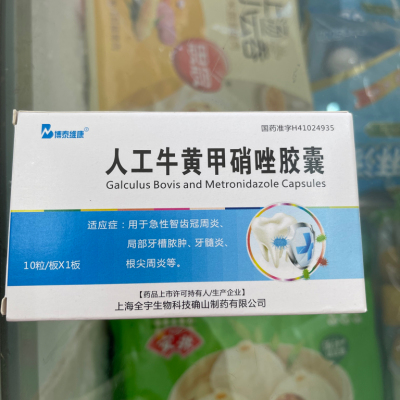 博泰维康®
国药准字H41024935
人工牛黄甲硝唑胶囊
Galculus Bovis and Metronidazole Capsules
适应症：用于急性智齿冠周炎、
局部牙槽脓肿、牙髓炎、
根尖周炎等。
10粒/板X1板
【药品上市许可持有人/生产企业】
上海全宇生物科技确山制药有限公司